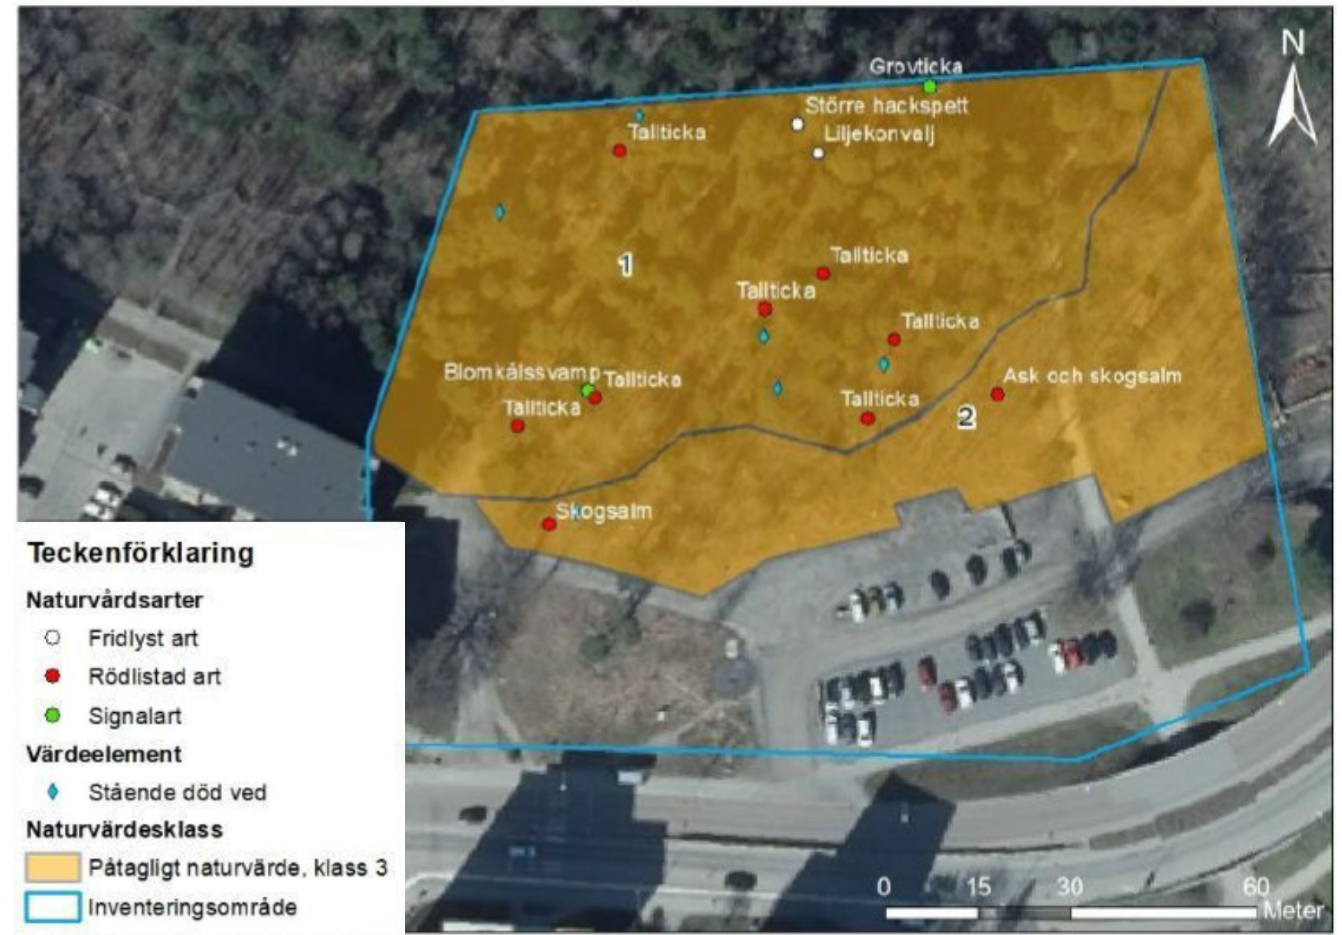 N
Grovticka
Större hackspett
Tallticka
Liljekonvalj
1
Tallticka
Tallticka
Tallticka
Blomkålssvamp
Tallticka
Ask och skogsalm
Tallticka
Tallticka
2
Skogsalm
Teckenförklaring
Naturvårdsarter
Fridlyst art
Rödlistad art
Signalart
Värdeelement
Stående död ved
Naturvärdesklass
Påtagligt naturvärde, klass 3
Inventeringsområde
0 15 30 60
Meter